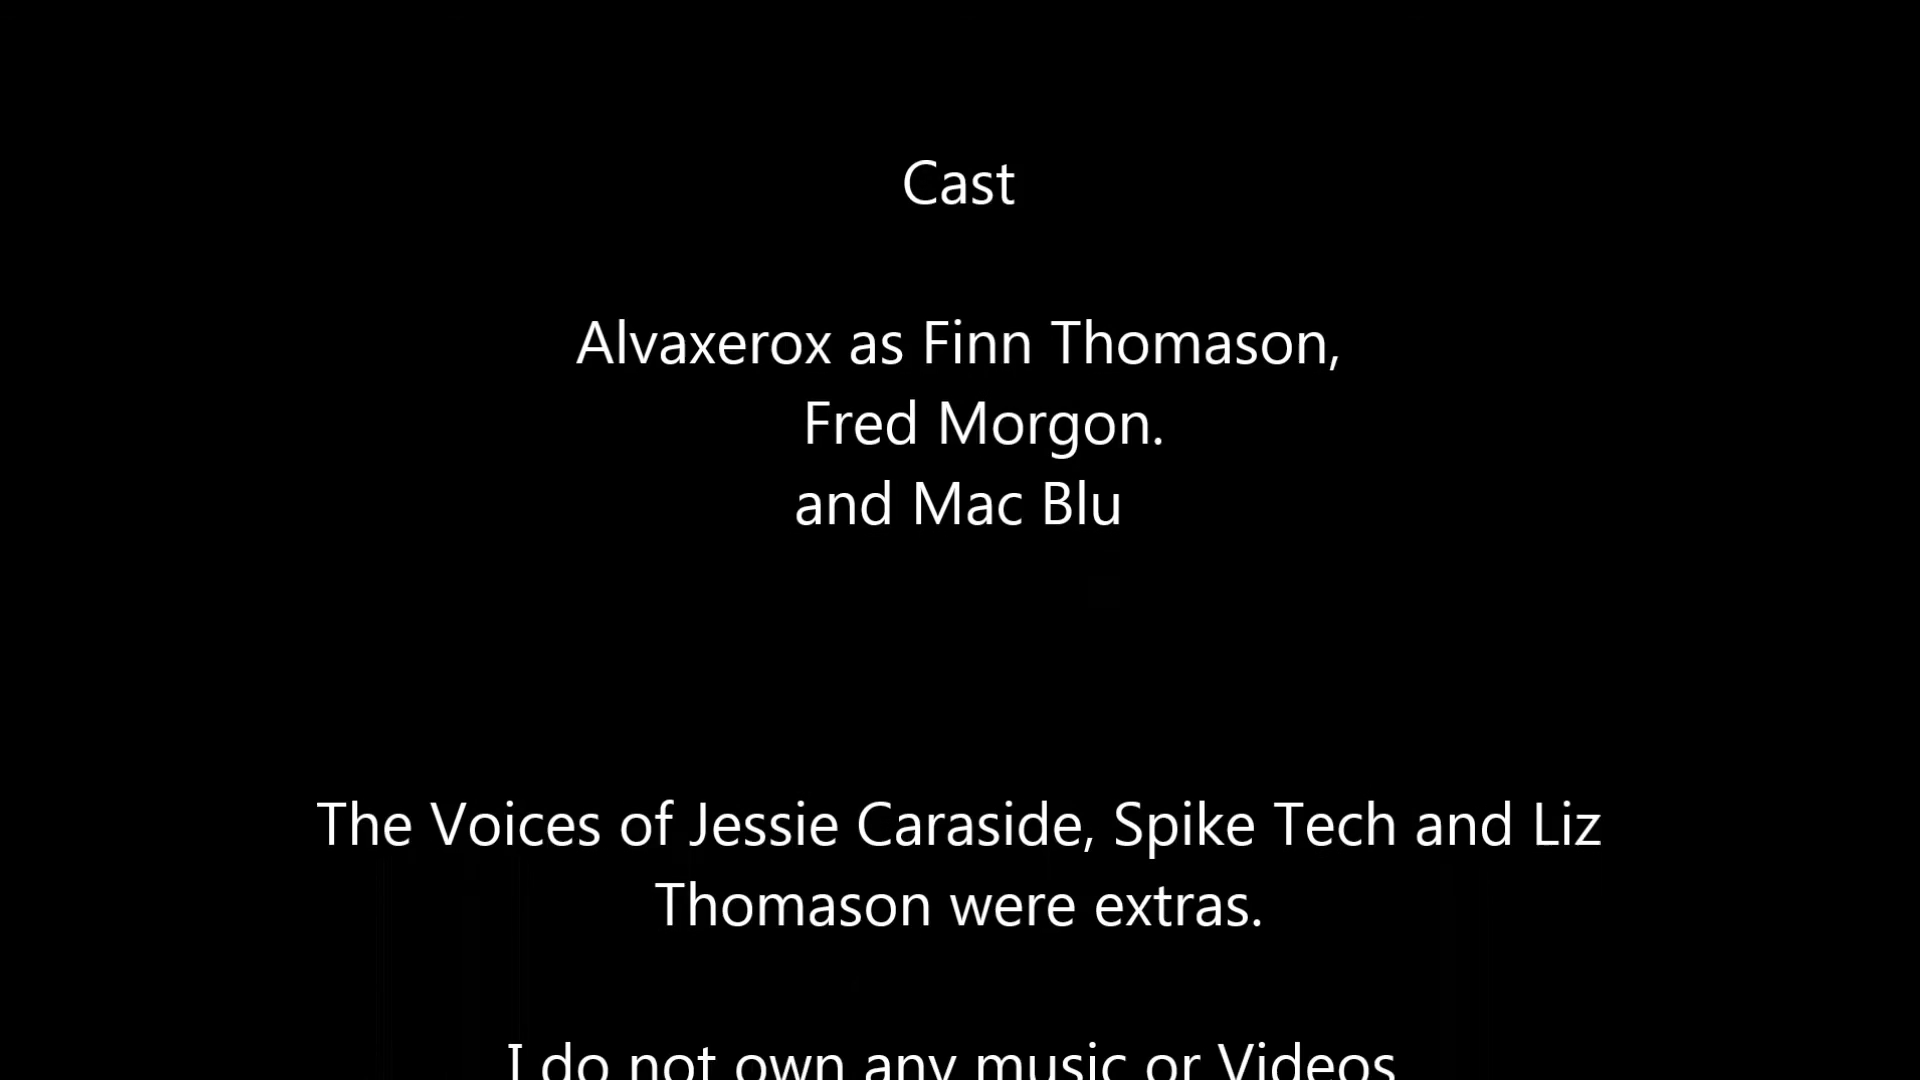 Cast
Alvaxerox as Finn Thomason,
Fred Morgon.
and Mac Blu
The Voices of Jessie Caraside, Spike Tech and Liz
Thomason were extras.
I do not own any music or Videos